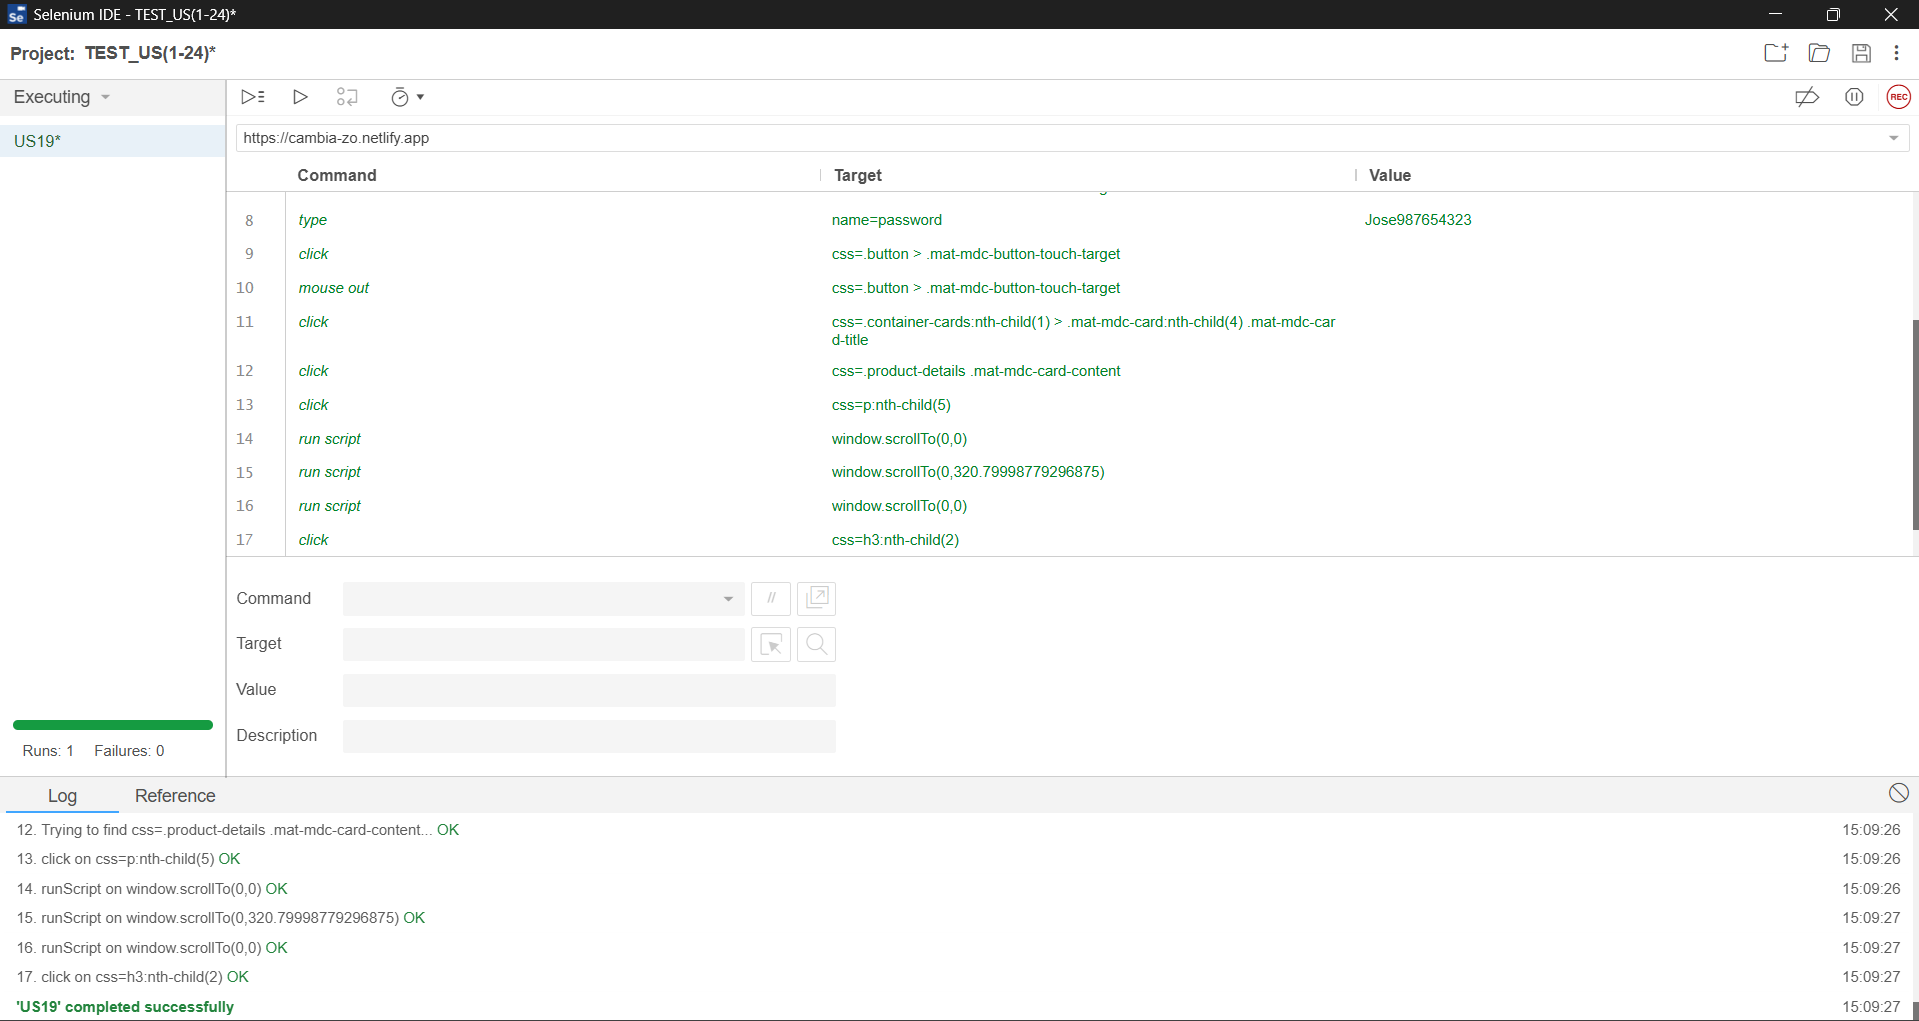 Selenium IDE - TEST_US(1-24)*
Project: TEST_US(1-24)*
Executing
US19*
REC
https://cambia-zo.netlify.app
Command Target Value
8 type name=password Jose987654323
9 click css=.button > .mat-mdc-button-touch-target
10 mouse out css=.button > .mat-mdc-button-touch-target
11 click css=.container-cards:nth-child(1) > .mat-mdc-card:nth-child(4) .mat-mdc-car
d-title
12 click css=.product-details .mat-mdc-card-content
13 click css=p:nth-child(5)
14 run script window.scrollTo(0,0)
15 run script window.scrollTo(0,320.79998779296875)
16 run script window.scrollTo(0,0)
17 click css=h3:nth-child(2)
Command //
Target
Value
Description
Runs: 1 Failures: 0
Log Reference
12. Trying to find css=.product-details .mat-mdc-card-content... OK 15:09:26
13. click on css=p:nth-child(5) OK 15:09:26
14. runScript on window.scrollTo(0,0) OK 15:09:26
15. runScript on window.scrollTo(0,320.79998779296875) OK 15:09:27
16. runScript on window.scrollTo(0,0) OK 15:09:27
17. click on css=h3:nth-child(2) OK 15:09:27
'US19' completed successfully 15:09:27